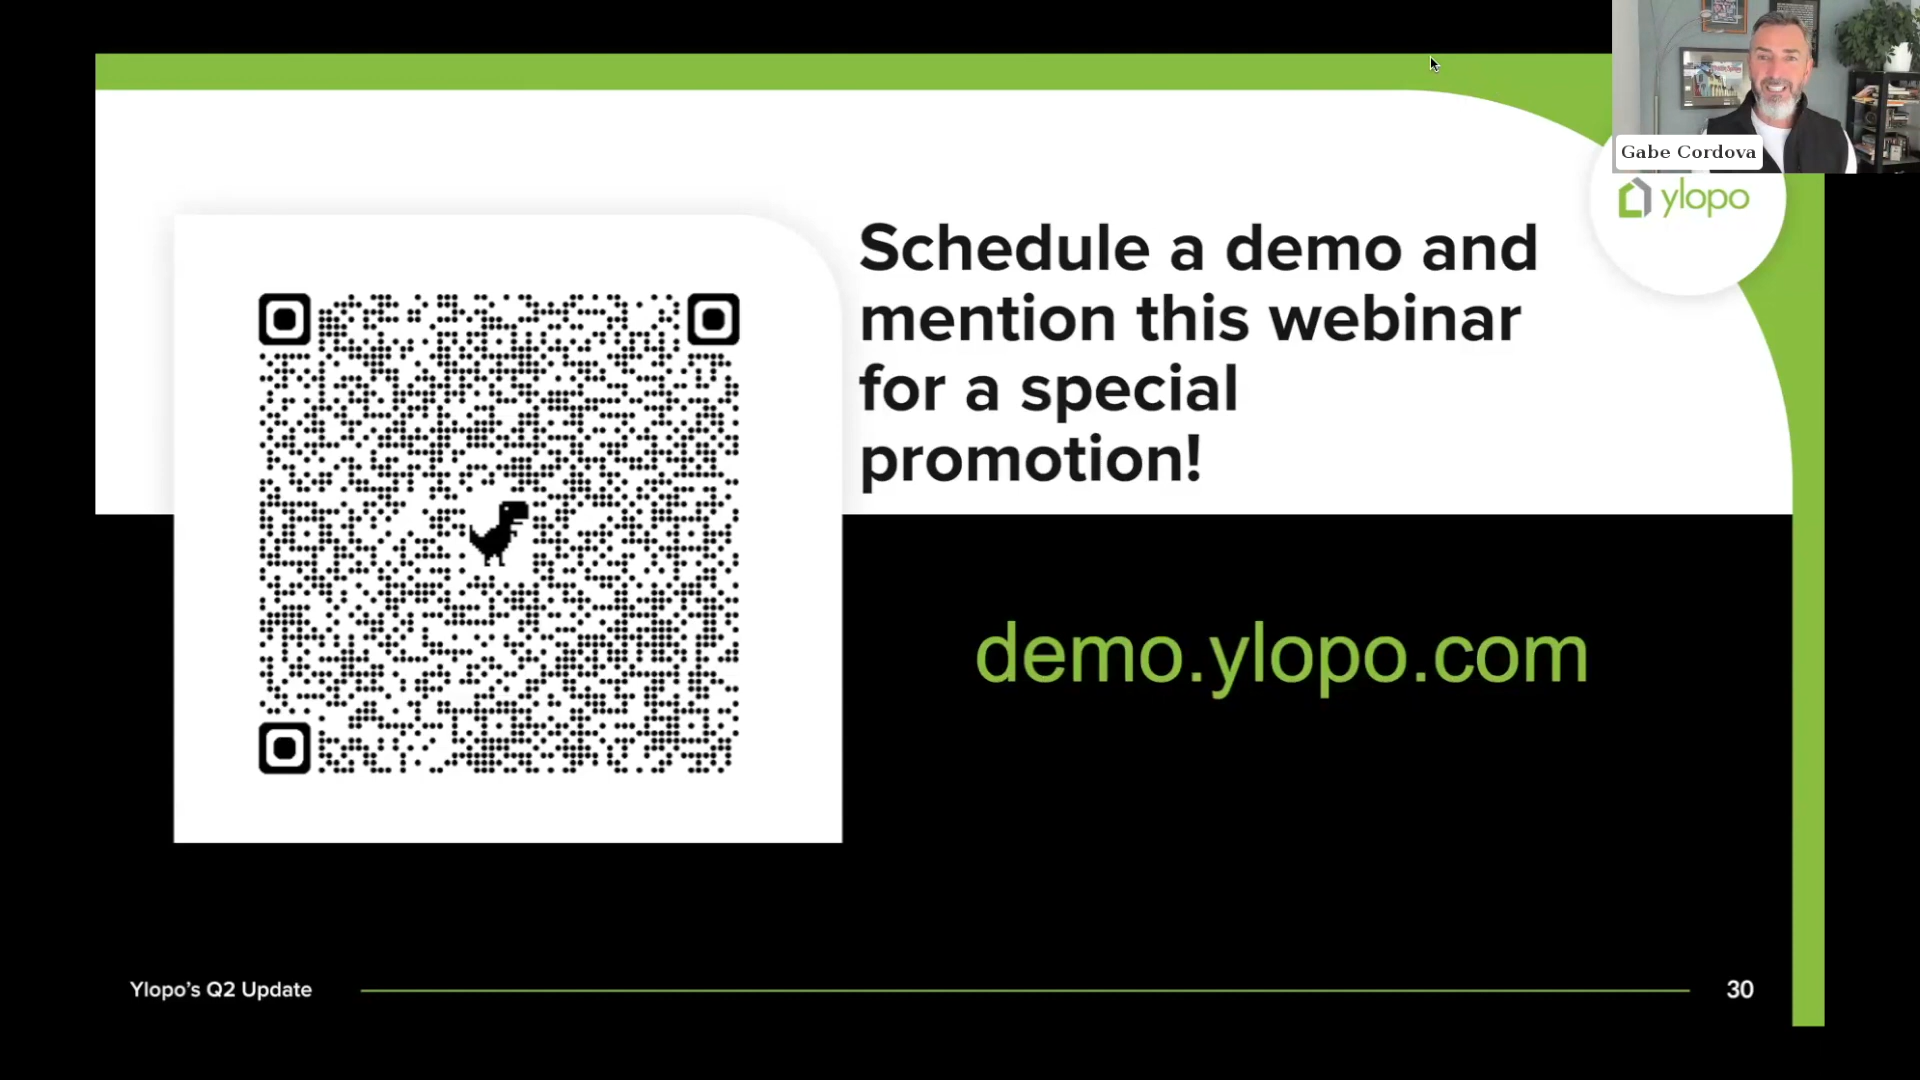 Gabe Cordova
ylopo
Schedule a demo and
mention this webinar
for a special
promotion!
demo.ylopo.com
Ylopo’s Q2 Update
30